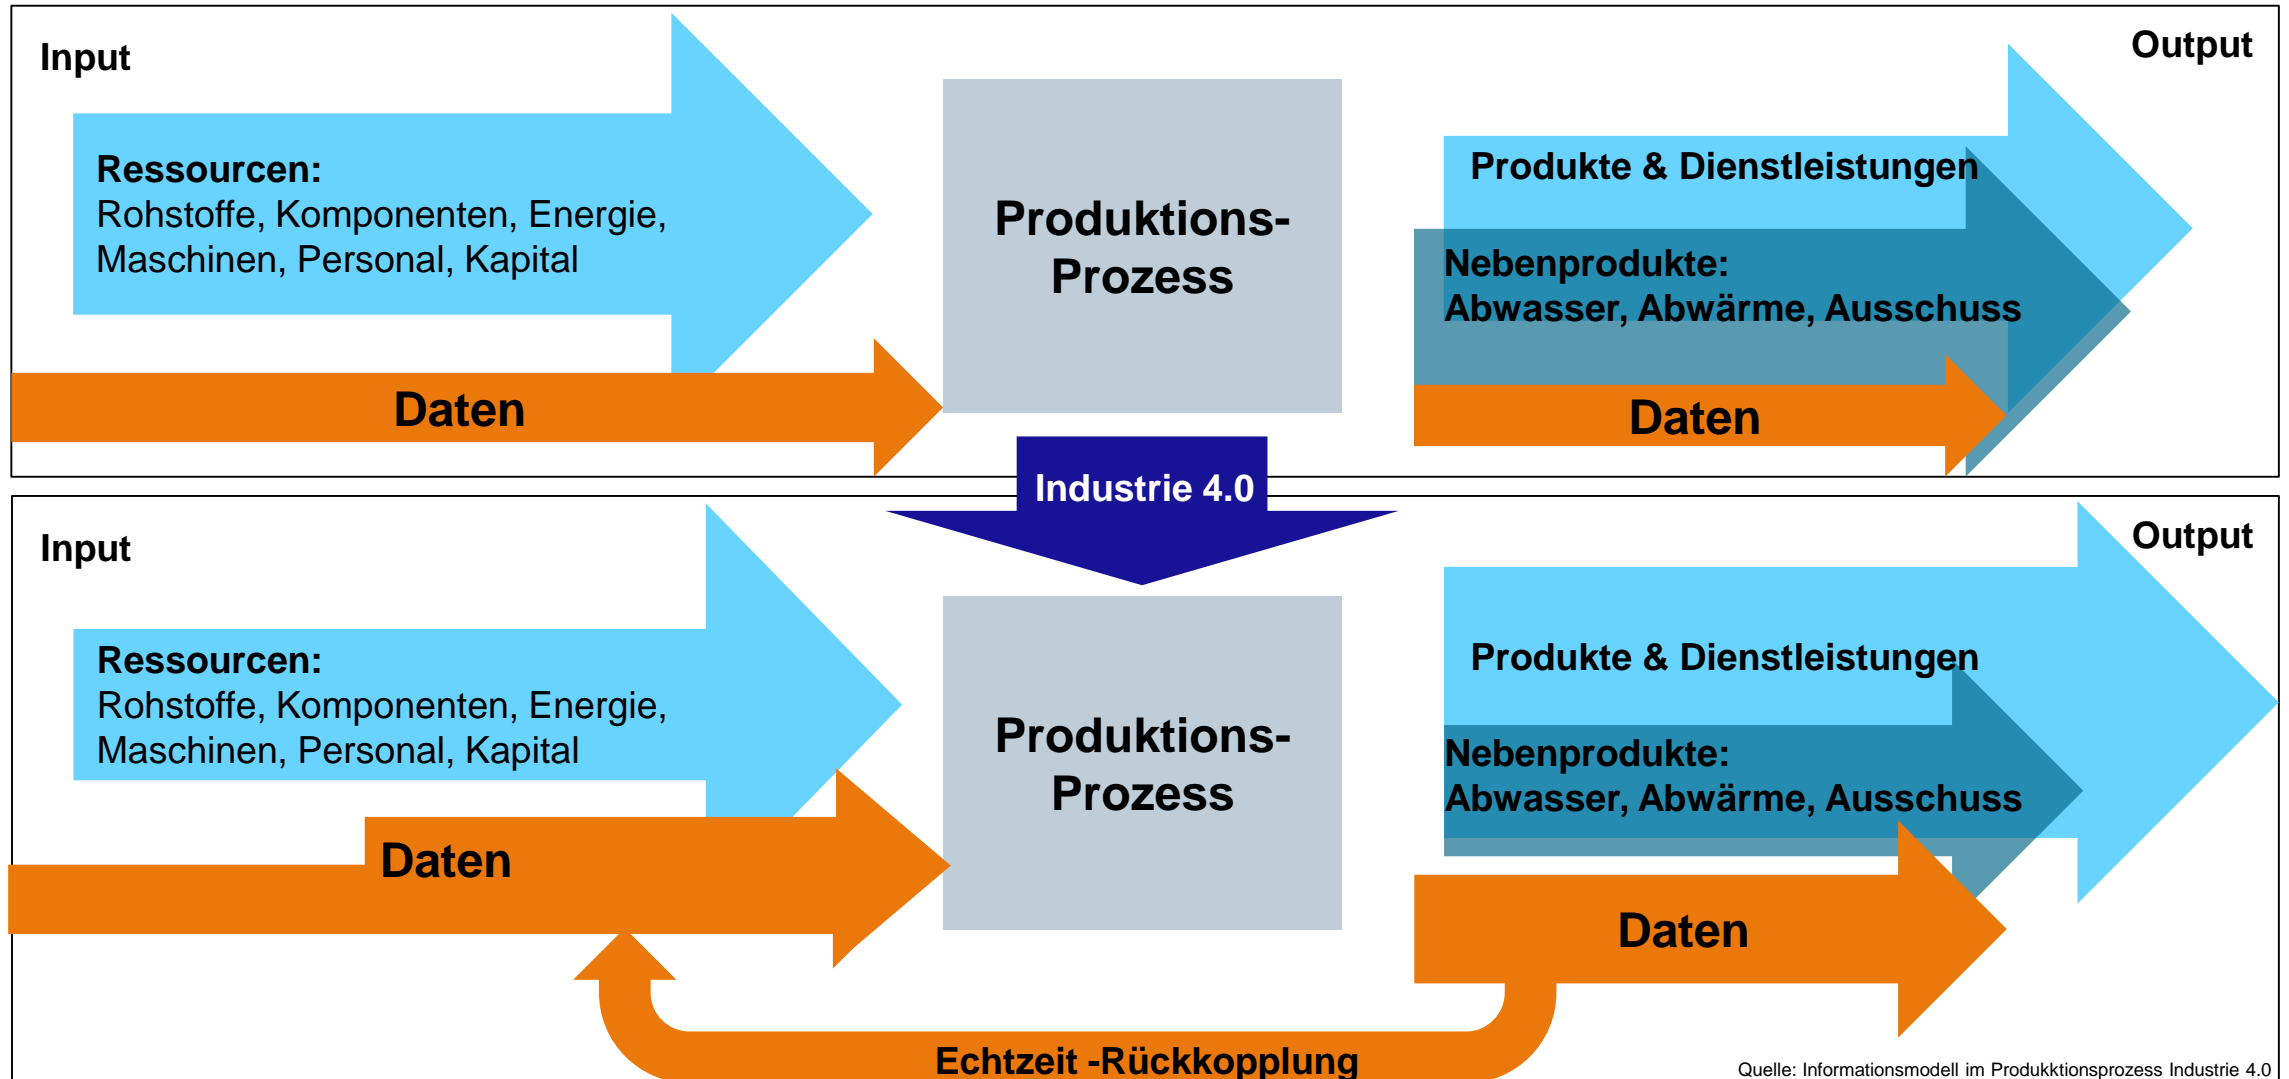 Input
Output
Ressourcen:
Rohstoffe, Komponenten, Energie,
Maschinen, Personal, Kapital
Daten
Produktions-
Prozess
Produkte & Dienstleistungen
Nebenprodukte:
Abwasser, Abwärme, Ausschuss
Daten
Industrie 4.0
Input
Output
Ressourcen:
Rohstoffe, Komponenten, Energie,
Maschinen, Personal, Kapital
Daten
Produktions-
Prozess
Produkte & Dienstleistungen
Nebenprodukte:
Abwasser, Abwärme, Ausschuss
Daten
Echtzeit -Rückkopplung
Quelle: Informationsmodell im Produkktionsprozess Industrie 4.0